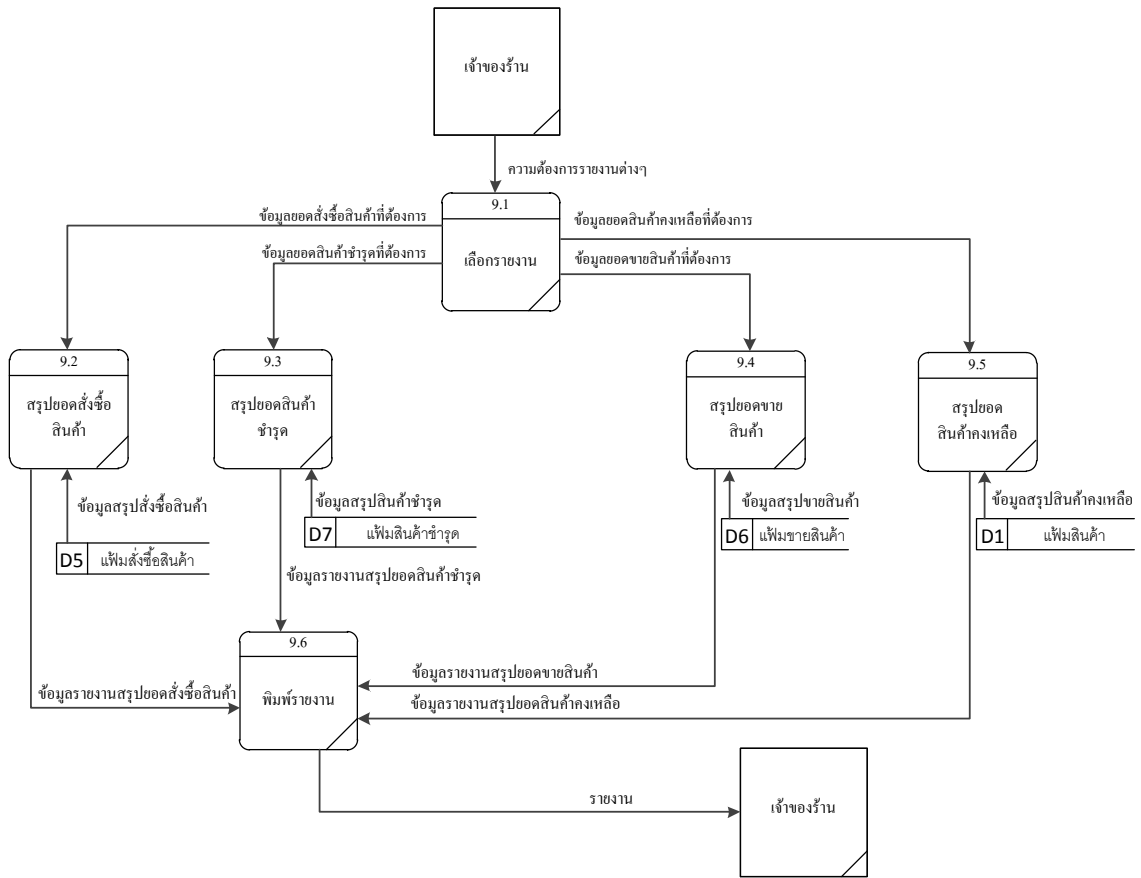 เจ้าของร้าน
ความต้องการรายงานต่างๆ
9.1
เลือกรายงาน
ข้อมูลยอดสั่งซื้อสินค้าที่ต้องการ
ข้อมูลยอดสินค้าคงเหลือที่ต้องการ
ข้อมูลยอดสินค้าชำรุดที่ต้องการ
ข้อมูลยอดขายสินค้าที่ต้องการ
9.2
สรุปยอดสั่งซื้อ
สินค้า
9.3
สรุปยอดสินค้า
ชำรุด
9.4
สรุปยอดขาย
สินค้า
9.5
สรุปยอด
สินค้าคงเหลือ
ข้อมูลสรุปสั่งซื้อสินค้า
ข้อมูลสรุปสินค้าชำรุด
ข้อมูลสรุปขายสินค้า
ข้อมูลสรุปสินค้าคงเหลือ
D5 แฟ้มสั่งซื้อสินค้า
D7 แฟ้มสินค้าชำรุด
D6 แฟ้มขายสินค้า
D1 แฟ้มสินค้า
ข้อมูลรายงานสรุปยอดสินค้าชำรุด
9.6
พิมพ์รายงาน
ข้อมูลรายงานสรุปยอดสั่งซื้อสินค้า
ข้อมูลรายงานสรุปยอดขายสินค้า
ข้อมูลรายงานสรุปยอดสินค้าคงเหลือ
รายงาน
เจ้าของร้าน